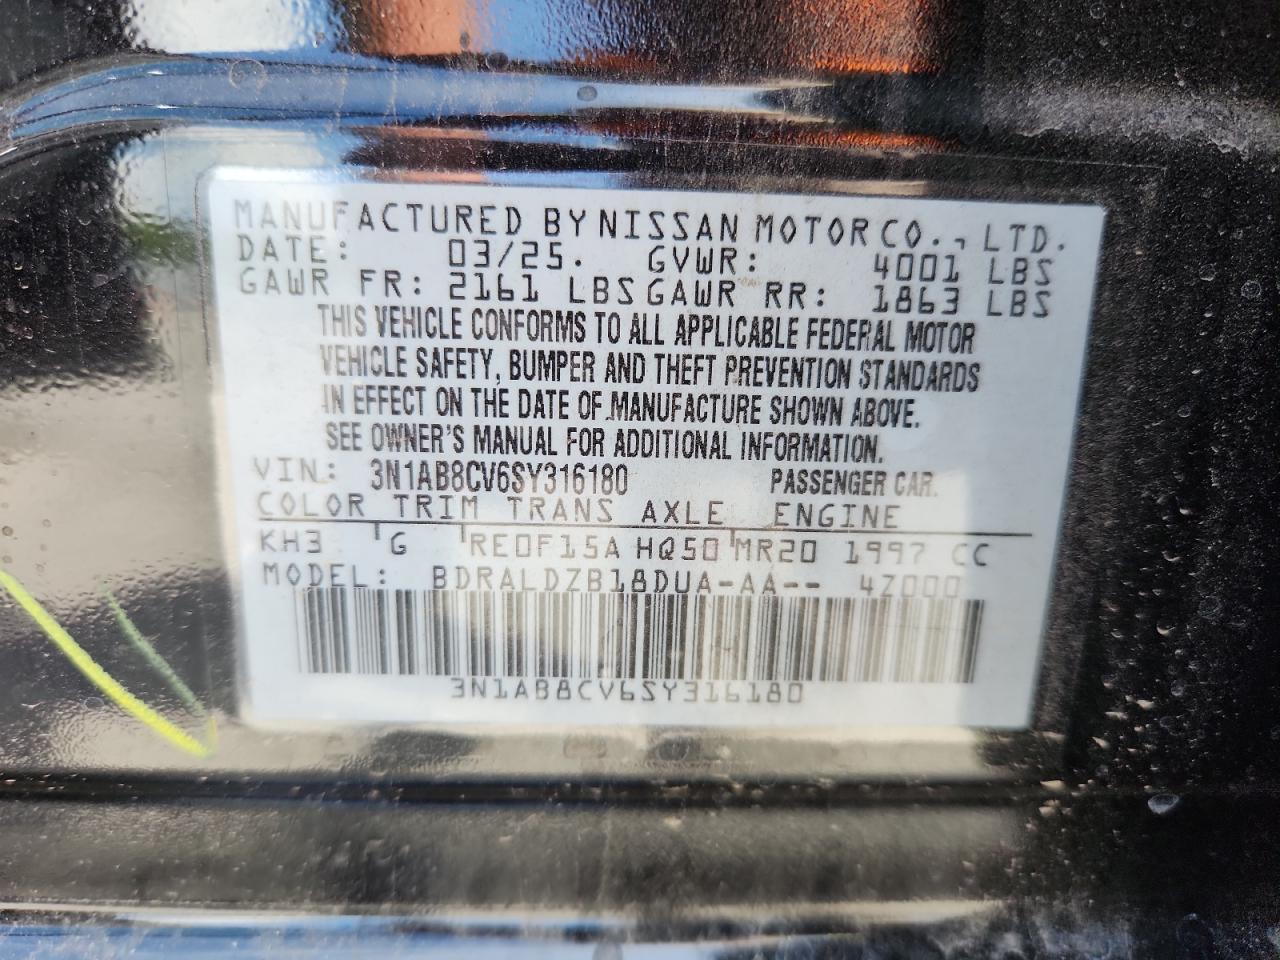 MANUFACTURED BY NISSAN MOTOR CO., LTD.
DATE: 03/25. GVWR: 4001 LBS
GAWR FR: 2161 LBS GAWR RR: 1863 LBS
THIS VEHICLE CONFORMS TO ALL APPLICABLE FEDERAL MOTOR
VEHICLE SAFETY, BUMPER AND THEFT PREVENTION STANDARDS
IN EFFECT ON THE DATE OF MANUFACTURE SHOWN ABOVE.
SEE OWNER'S MANUAL FOR ADDITIONAL INFORMATION.
VIN: 3N1AB8CV6SY316180 PASSENGER CAR.
COLOR TRIM TRANS AXLE ENGINE
KH3 G RE0F15A HQ50 MR20 1997 CC
MODEL: BDRALDZB18DUA-AA-- 4Z000
3N1AB8CV6SY316180